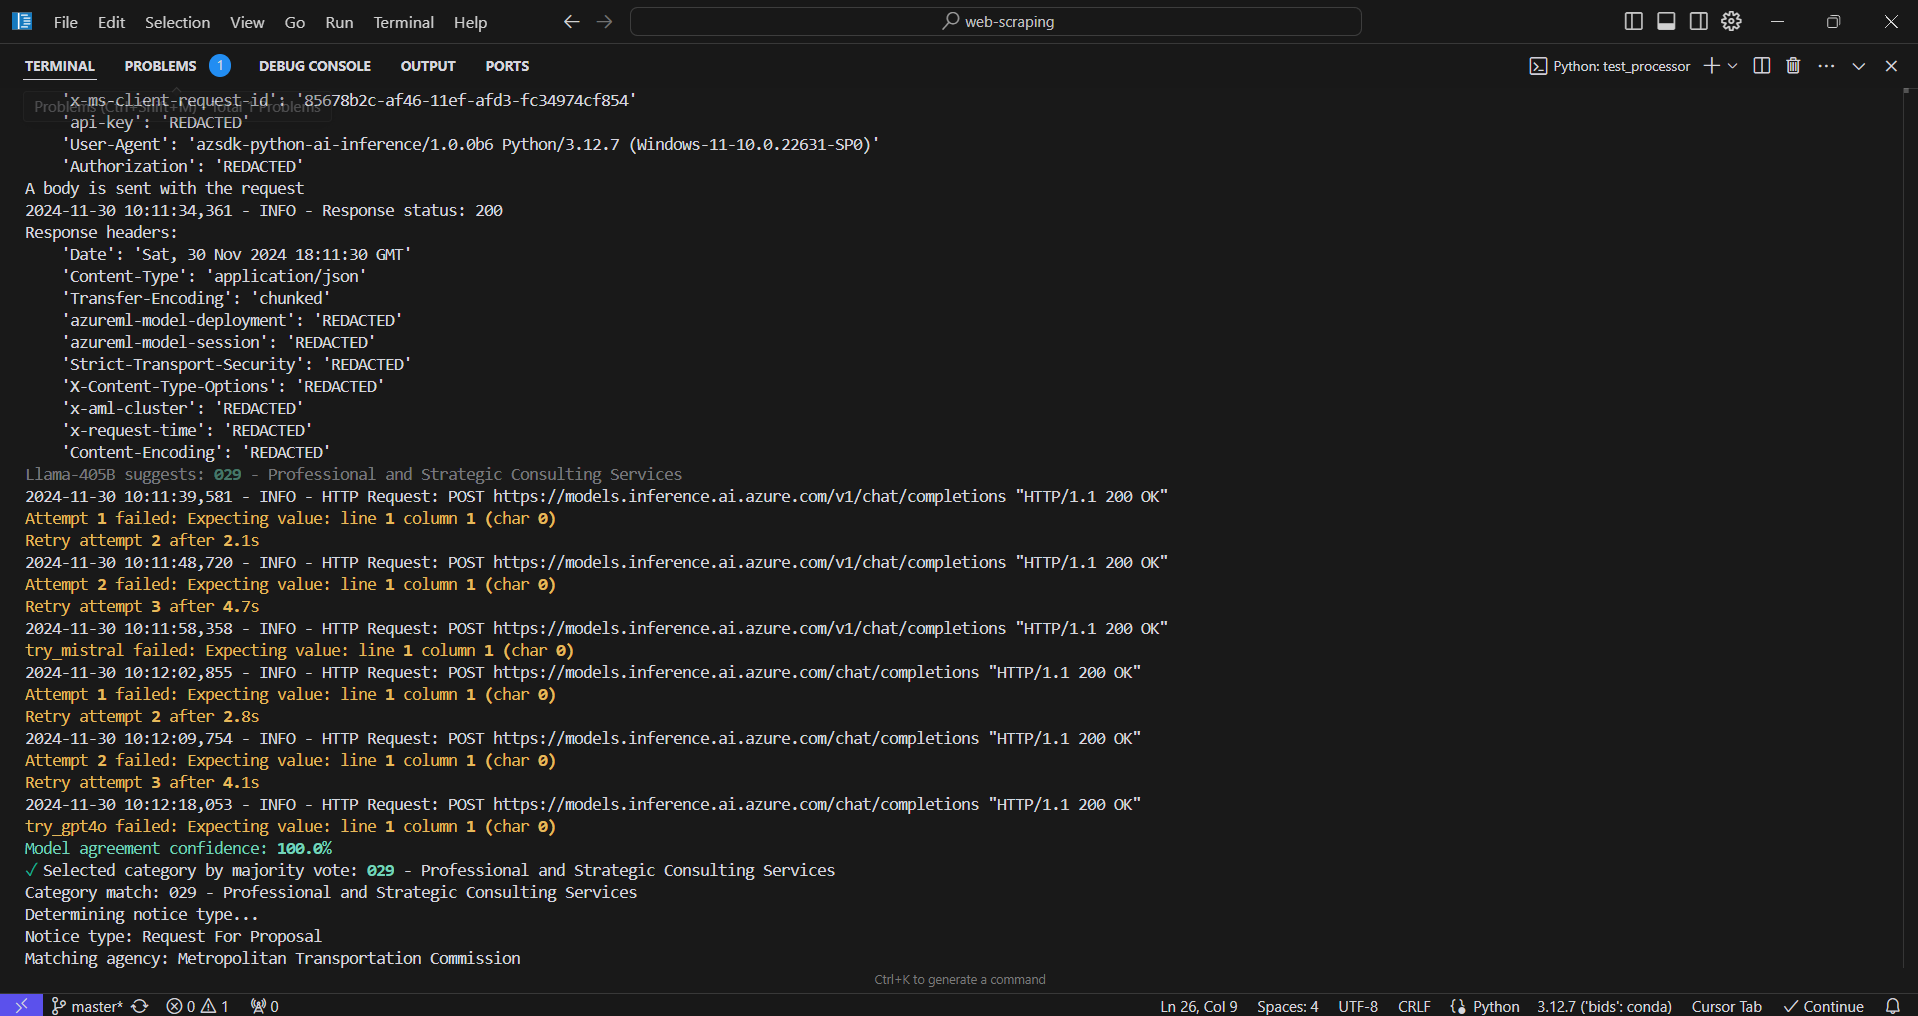 File Edit Selection View Go Run Terminal Help web-scraping
TERMINAL PROBLEMS 1 DEBUG CONSOLE OUTPUT PORTS Python: test_processor
Problems (Ctrl+Shift+M) - Total 1 Problems
'x-ms-client-request-id': '85678b2c-af46-11ef-afd3-fc34974cf854'
'api-key': 'REDACTED'
'User-Agent': 'azsdk-python-ai-inference/1.0.0b6 Python/3.12.7 (Windows-11-10.0.22631-SP0)'
'Authorization': 'REDACTED'
A body is sent with the request
2024-11-30 10:11:34,361 - INFO - Response status: 200
Response headers:
'Date': 'Sat, 30 Nov 2024 18:11:30 GMT'
'Content-Type': 'application/json'
'Transfer-Encoding': 'chunked'
'azureml-model-deployment': 'REDACTED'
'azureml-model-session': 'REDACTED'
'Strict-Transport-Security': 'REDACTED'
'X-Content-Type-Options': 'REDACTED'
'x-aml-cluster': 'REDACTED'
'x-request-time': 'REDACTED'
'Content-Encoding': 'REDACTED'
Llama-405B suggests: 029 - Professional and Strategic Consulting Services
2024-11-30 10:11:39,581 - INFO - HTTP Request: POST https://models.inference.ai.azure.com/v1/chat/completions "HTTP/1.1 200 OK"
Attempt 1 failed: Expecting value: line 1 column 1 (char 0)
Retry attempt 2 after 2.1s
2024-11-30 10:11:48,720 - INFO - HTTP Request: POST https://models.inference.ai.azure.com/v1/chat/completions "HTTP/1.1 200 OK"
Attempt 2 failed: Expecting value: line 1 column 1 (char 0)
Retry attempt 3 after 4.7s
2024-11-30 10:11:58,358 - INFO - HTTP Request: POST https://models.inference.ai.azure.com/v1/chat/completions "HTTP/1.1 200 OK"
try_mistral failed: Expecting value: line 1 column 1 (char 0)
2024-11-30 10:12:02,855 - INFO - HTTP Request: POST https://models.inference.ai.azure.com/chat/completions "HTTP/1.1 200 OK"
Attempt 1 failed: Expecting value: line 1 column 1 (char 0)
Retry attempt 2 after 2.8s
2024-11-30 10:12:09,754 - INFO - HTTP Request: POST https://models.inference.ai.azure.com/chat/completions "HTTP/1.1 200 OK"
Attempt 2 failed: Expecting value: line 1 column 1 (char 0)
Retry attempt 3 after 4.1s
2024-11-30 10:12:18,053 - INFO - HTTP Request: POST https://models.inference.ai.azure.com/chat/completions "HTTP/1.1 200 OK"
try_gpt4o failed: Expecting value: line 1 column 1 (char 0)
Model agreement confidence: 100.0%
✓ Selected category by majority vote: 029 - Professional and Strategic Consulting Services
Category match: 029 - Professional and Strategic Consulting Services
Determining notice type...
Notice type: Request For Proposal
Matching agency: Metropolitan Transportation Commission
Ctrl+K to generate a command
master* 0 1 0 Ln 26, Col 9 Spaces: 4 UTF-8 CRLF Python 3.12.7 ('bids': conda) Cursor Tab ✓ Continue